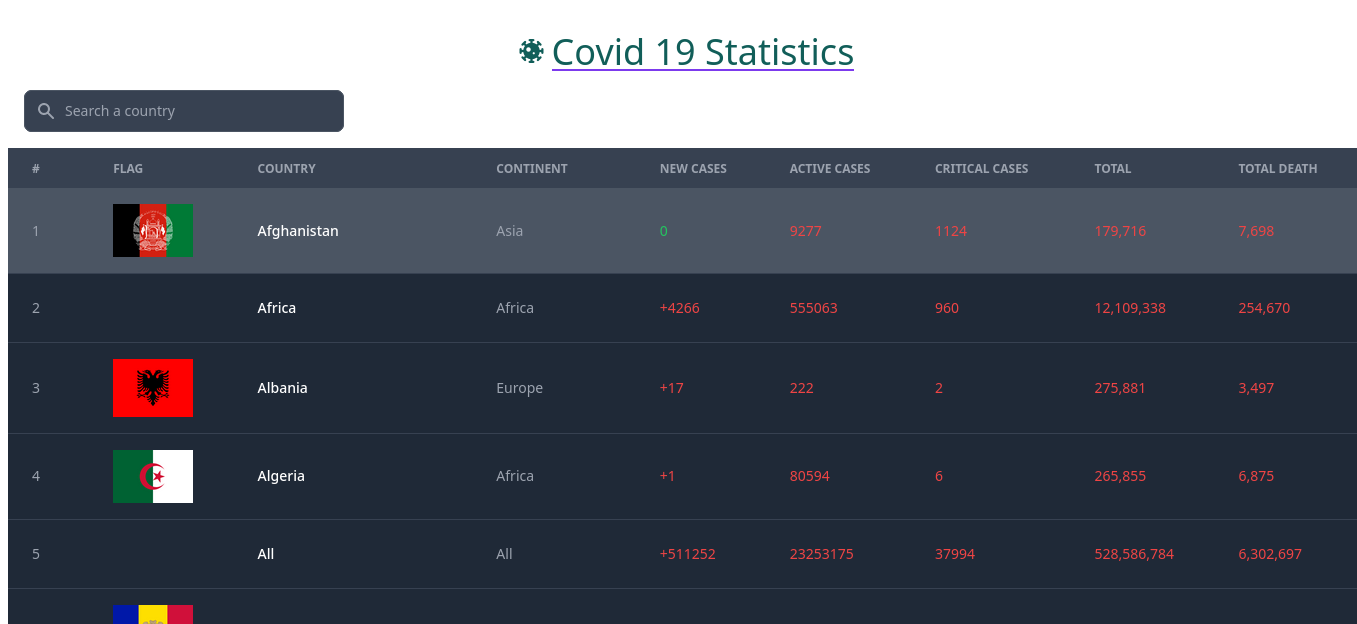 Covid 19 Statistics
Search a country
# FLAG COUNTRY CONTINENT NEW CASES ACTIVE CASES CRITICAL CASES TOTAL TOTAL DEATH
1 Afghanistan Asia 0 9277 1124 179,716 7,698
2 Africa Africa +4266 555063 960 12,109,338 254,670
3 Albania Europe +17 222 2 275,881 3,497
4 Algeria Africa +1 80594 6 265,855 6,875
5 All All +511252 23253175 37994 528,586,784 6,302,697